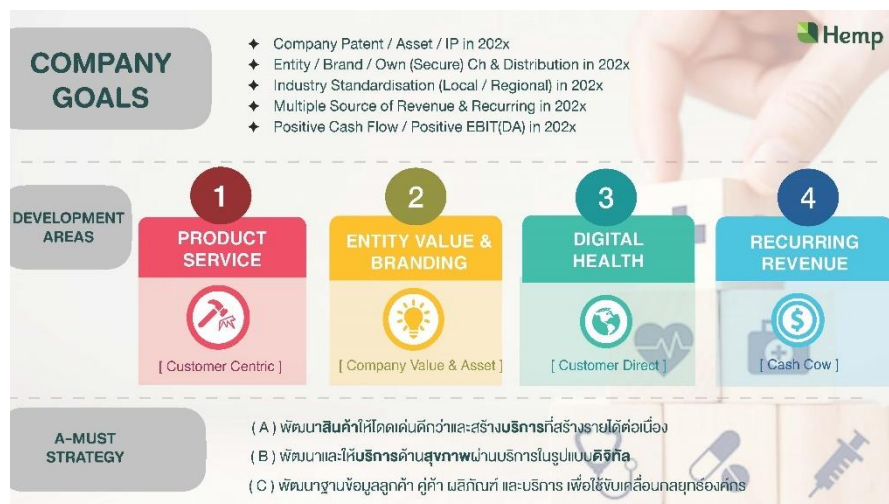 Hemp
COMPANY
GOALS
Company Patent / Asset / IP in 202x
Entity / Brand / Own (Secure) Ch & Distribution in 202x
Industry Standardisation (Local / Regional) in 202x
Multiple Source of Revenue & Recurring in 202x
Positive Cash Flow / Positive EBIT(DA) in 202x
DEVELOPMENT
AREAS
1
PRODUCT
SERVICE
[ Customer Centric ]
2
ENTITY VALUE &
BRANDING
[ Company Value & Asset ]
3
DIGITAL
HEALTH
[ Customer Direct ]
4
RECURRING
REVENUE
$
[ Cash Cow ]
A-MUST
STRATEGY
( A ) พัฒนาสินค้าให้โดดเด่นดีกว่าและสร้างบริการที่สร้างรายได้ต่อเนื่อง
( B ) พัฒนาและให้บริการด้านสุขภาพผ่านบริการในรูปแบบดิจิทัล
( C ) พัฒนาฐานข้อมูลลูกค้า คู่ค้า ผลิภัณฑ์ และบริการ เพื่อใช้ขับเคลื่อนกลยุทธ์องค์กร